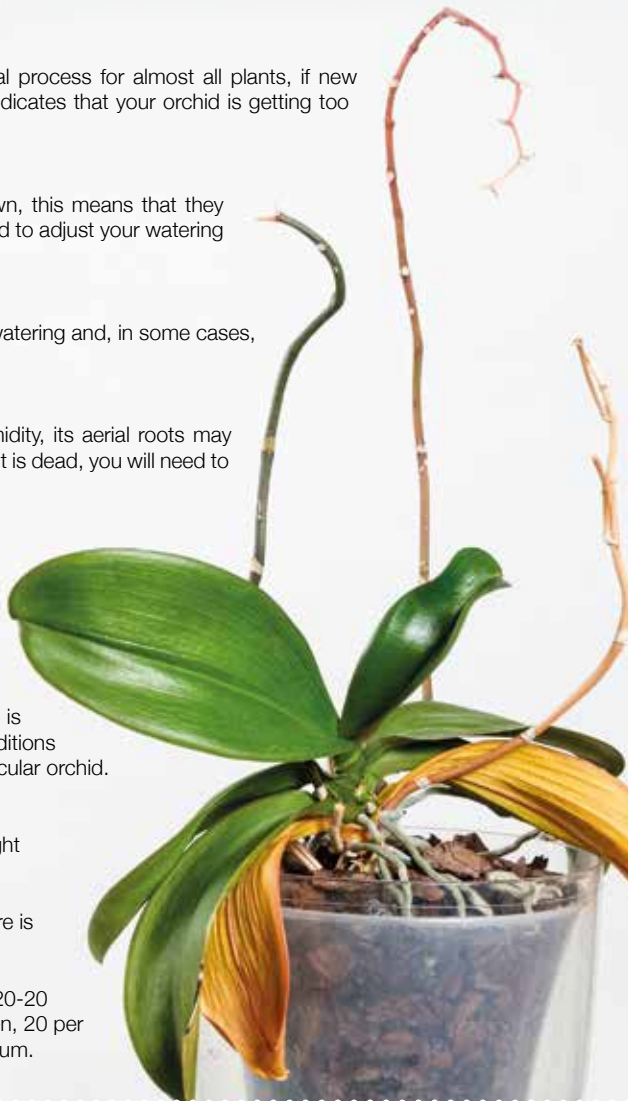 al process for almost all plants, if new
dicates that your orchid is getting too
wn, this means that they
d to adjust your watering
vatering and, in some cases,
nidity, its aerial roots may
t is dead, you will need to
is
ditions
cular orchid.
ght
re is
20-20
n, 20 per
um.